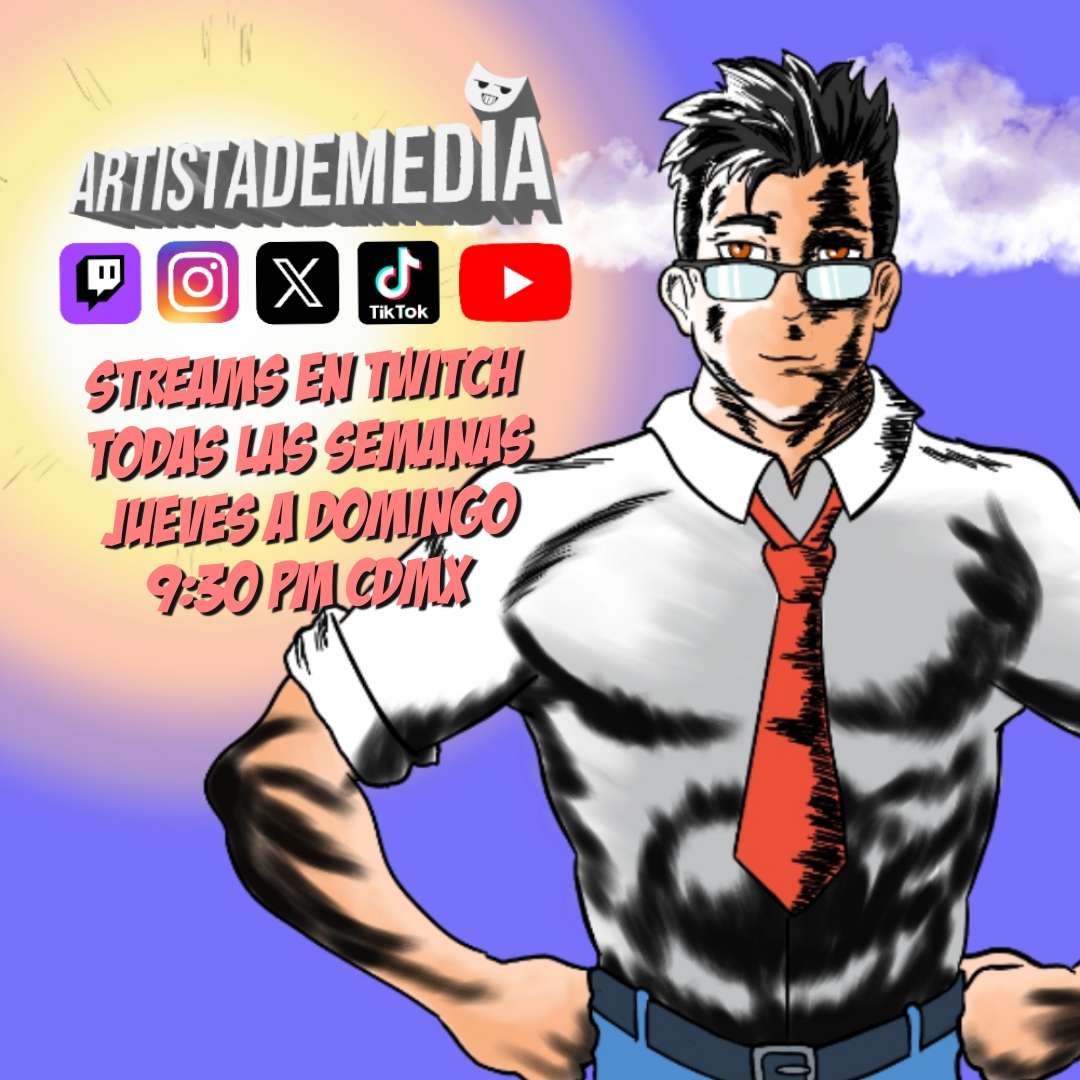 ARTISTADEMEDIA
TikTok
STREAMS EN TWITCH
TODAS LAS SEMANAS
JUEVES A DOMINGO
9:30 PM CDMX